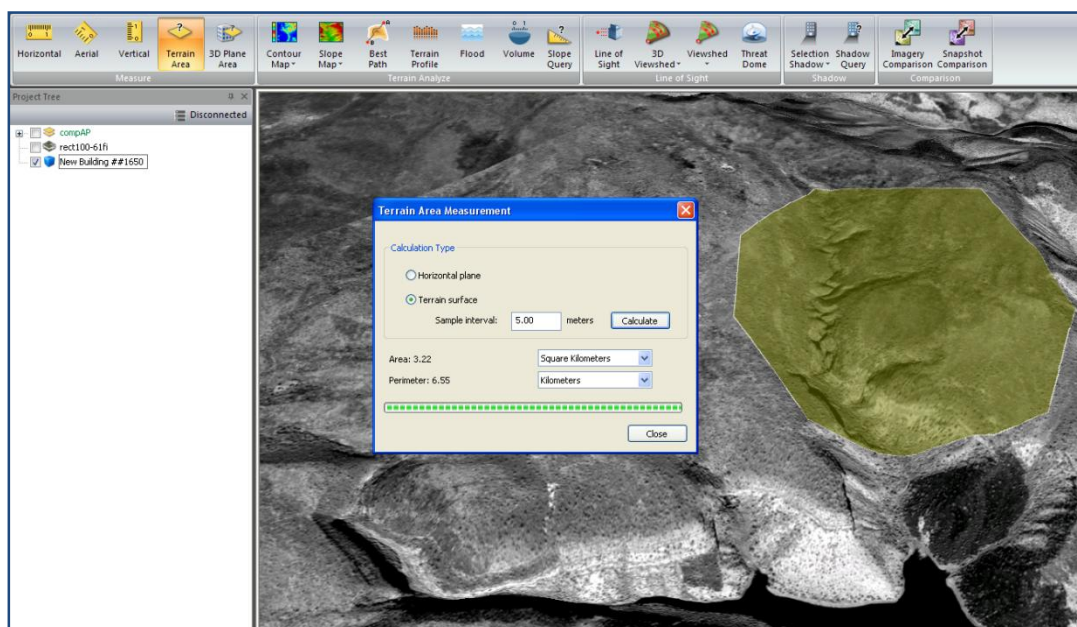 Horizontal Aerial Vertical Terrain Area 3D Plane Area Contour Map Slope Map Best Path Terrain Profile Flood Volume Slope Query Line of Sight 3D Viewshed Viewshed Threat Dome Selection Shadow Shadow Query Imagery Comparison Snapshot Comparison
Measure Terrain Analyze Line of Sight Shadow Comparison
Project Tree
Disconnected
compAP
rect100-61fi
New Building ##1650
Terrain Area Measurement
Calculation Type
Horizontal plane
Terrain surface
Sample interval: 5.00 meters Calculate
Area: 3.22 Square Kilometers
Perimeter: 6.55 Kilometers
Close